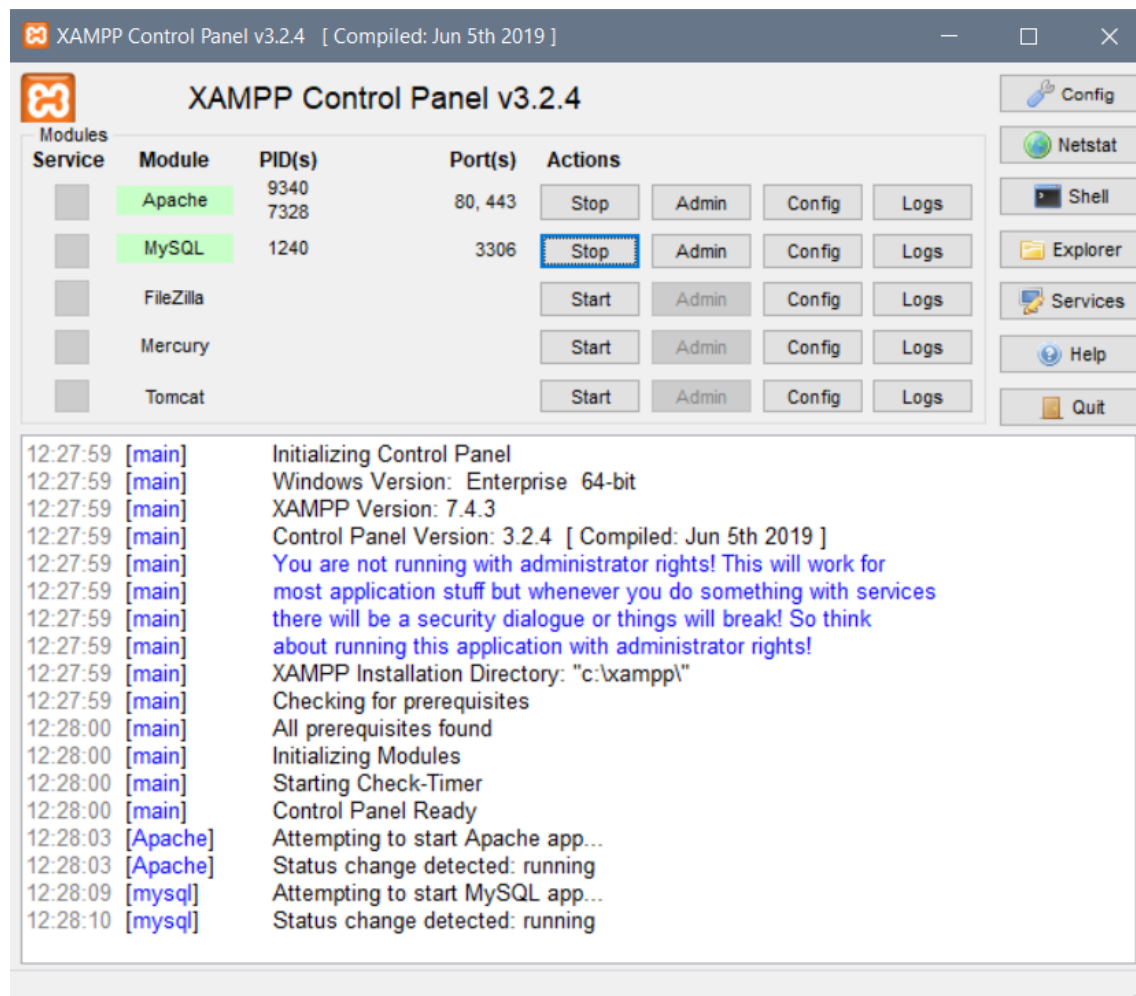 XAMPP Control Panel v3.2.4 [ Compiled: Jun 5th 2019 ]
XAMPP Control Panel v3.2.4
Config
Modules
Service Module PID(s) Port(s) Actions
Netstat
Apache 9340 7328 80, 443 Stop Admin Config Logs
Shell
MySQL 1240 3306 Stop Admin Config Logs
Explorer
FileZilla Start Admin Config Logs
Services
Mercury Start Admin Config Logs
Help
Tomcat Start Admin Config Logs
Quit
12:27:59 [main] Initializing Control Panel
12:27:59 [main] Windows Version: Enterprise 64-bit
12:27:59 [main] XAMPP Version: 7.4.3
12:27:59 [main] Control Panel Version: 3.2.4 [ Compiled: Jun 5th 2019 ]
12:27:59 [main] You are not running with administrator rights! This will work for
12:27:59 [main] most application stuff but whenever you do something with services
12:27:59 [main] there will be a security dialogue or things will break! So think
12:27:59 [main] about running this application with administrator rights!
12:27:59 [main] XAMPP Installation Directory: "c:\xampp\"
12:27:59 [main] Checking for prerequisites
12:28:00 [main] All prerequisites found
12:28:00 [main] Initializing Modules
12:28:00 [main] Starting Check-Timer
12:28:00 [main] Control Panel Ready
12:28:03 [Apache] Attempting to start Apache app...
12:28:03 [Apache] Status change detected: running
12:28:09 [mysql] Attempting to start MySQL app...
12:28:10 [mysql] Status change detected: running